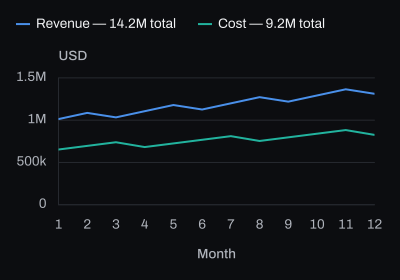 Revenue — 14.2M total Cost — 9.2M total
USD
1.5M
1M
500k
0
1 2 3 4 5 6 7 8 9 10 11 12
Month